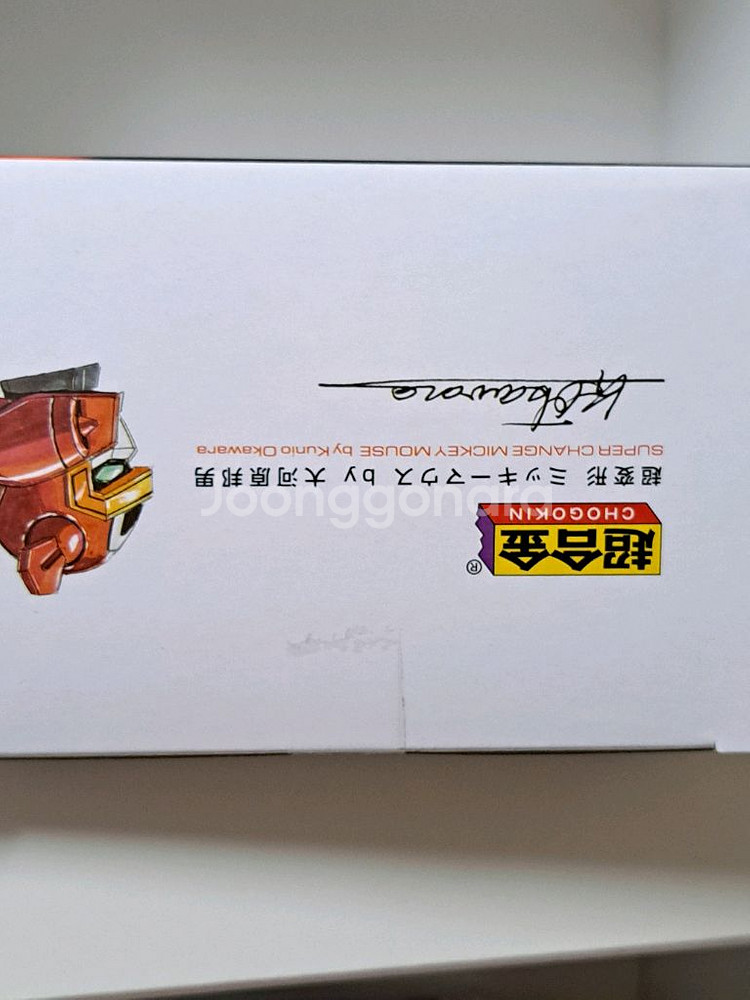 超合金
®
CHOGOKIN
超変形 ミッキーマウス by 大河原邦男
SUPER CHANGE MICKEY MOUSE by Kunio Okawara
K.Okawara
Joonggonara